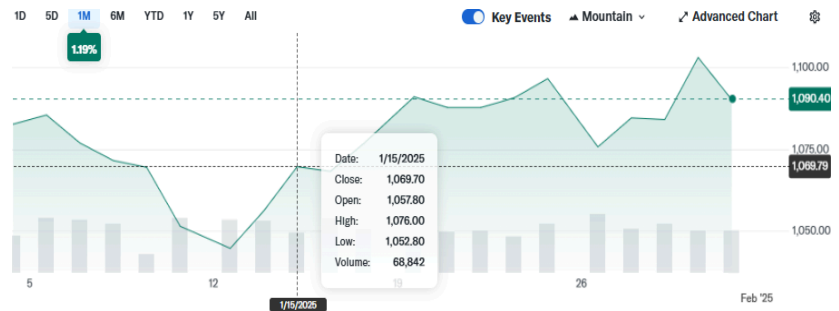 1D 5D 1M 6M YTD 1Y 5Y All Key Events Mountain Advanced Chart
1.19%
1,100.00
1,090.40
1,075.00
1,069.79
1,050.00
Date: 1/15/2025
Close: 1,069.70
Open: 1,057.80
High: 1,076.00
Low: 1,052.80
Volume: 68,842
5 12 19 26
1/15/2025
Feb '25